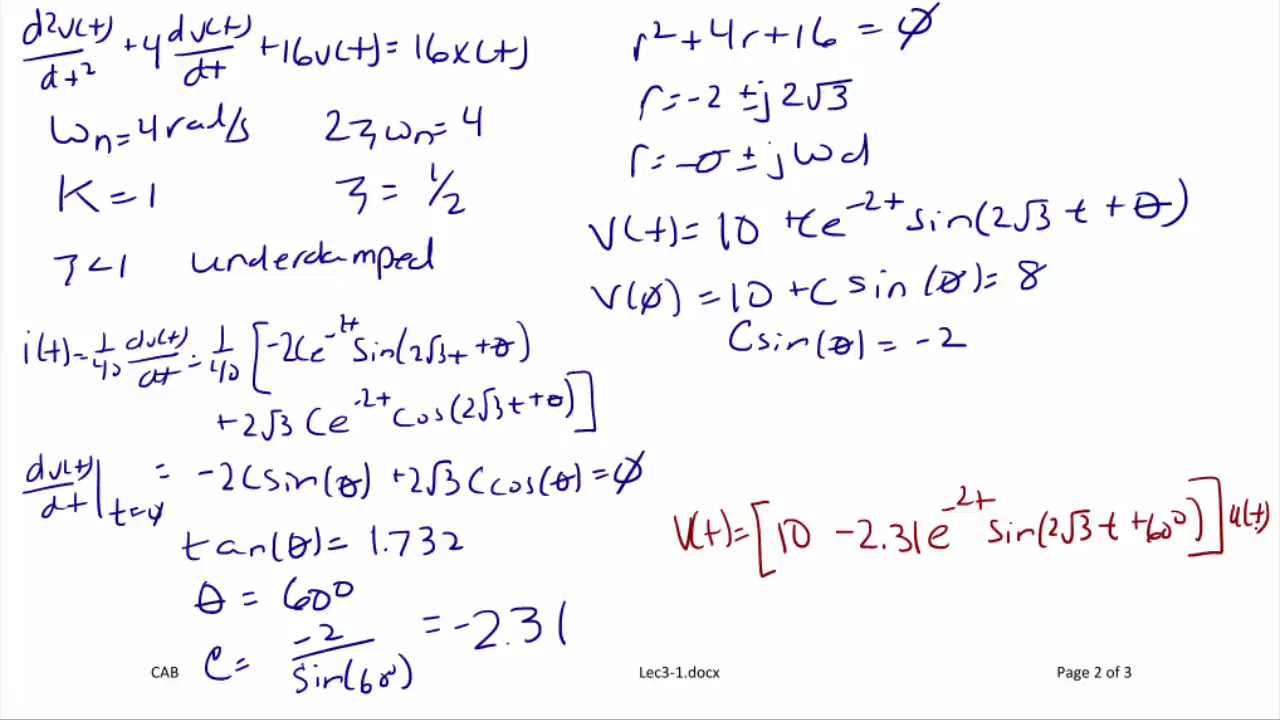 d²v(t)/dt² + 4 dv(t)/dt + 16v(t) = 16x(t)
ωn = 4 rad/s 2ζωn = 4
K = 1 ζ = 1/2
ζ < 1 underdamped
r² + 4r + 16 = ∅
r = -2 ± j2√3
r = -σ ± jωd
v(t) = 10 + Ce^-2t sin(2√3 t + θ)
v(∅) = 10 + C sin(θ) = 8
C sin(θ) = -2
i(t) = 1/40 dv(t)/dt = 1/40 [-2Ce^-2t sin(2√3t + θ)
+ 2√3 Ce^-2t cos(2√3t + θ)]
dv(t)/dt |t=∅ = -2C sin(θ) + 2√3 C cos(θ) = ∅
tan(θ) = 1.732
θ = 60°
C = -2/sin(60°) = -2.31
v(t) = [10 - 2.31e^-2t sin(2√3 t + 60°)] u(t)
CAB Lec3-1.docx Page 2 of 3